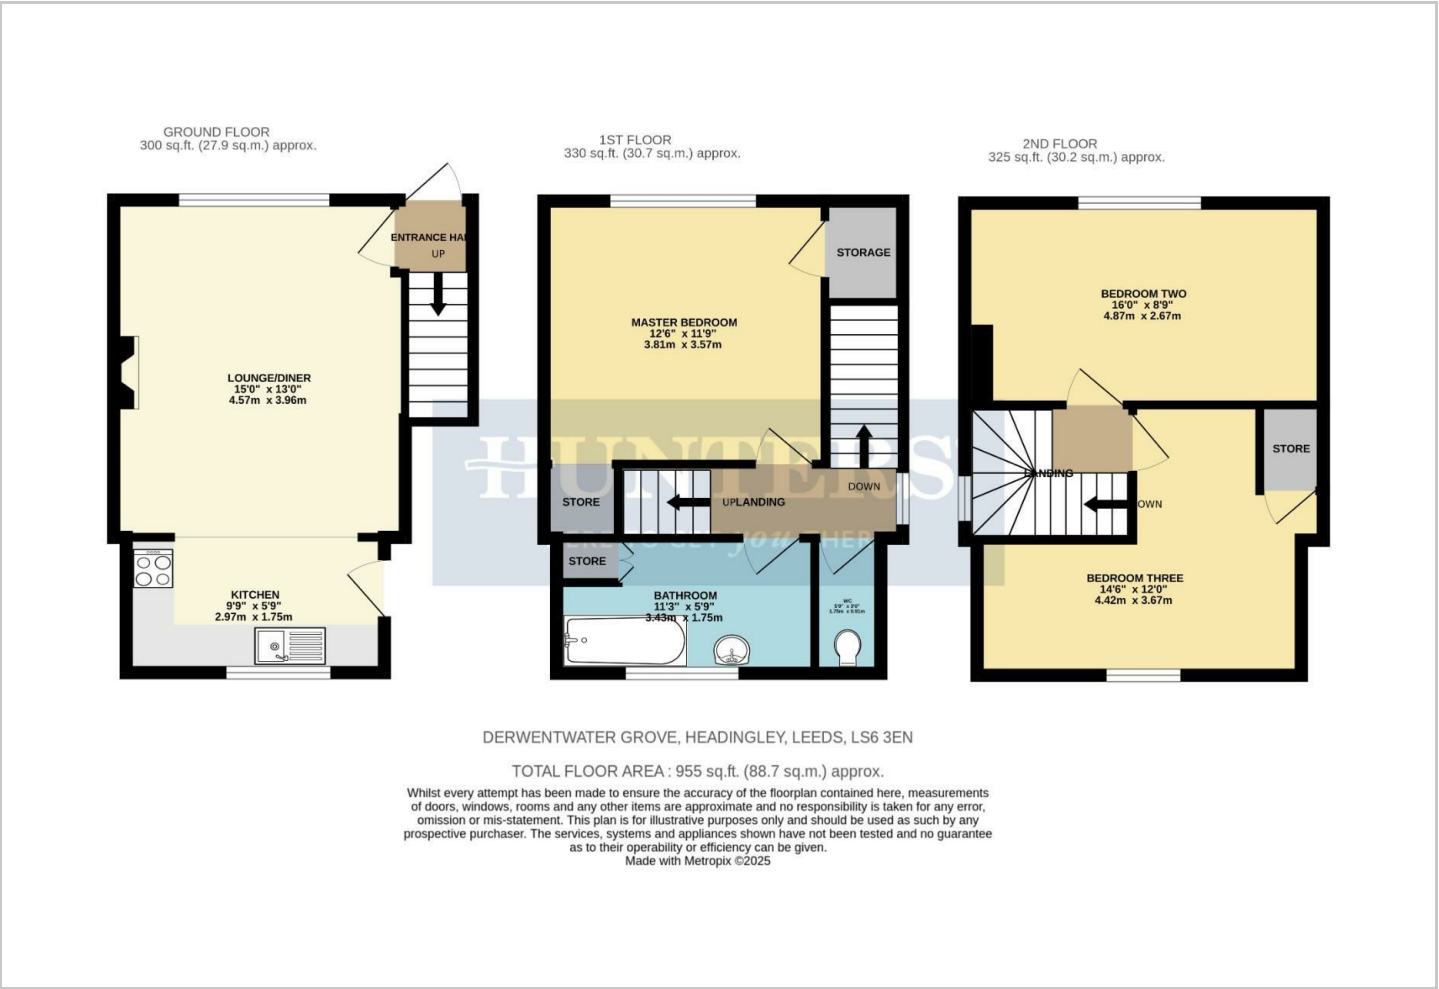 GROUND FLOOR
300 sq.ft. (27.9 sq.m.) approx.
1ST FLOOR
330 sq.ft. (30.7 sq.m.) approx.
2ND FLOOR
325 sq.ft. (30.2 sq.m.) approx.
ENTRANCE HAL
UP
LOUNGE/DINER
15'0" x 13'0"
4.57m x 3.96m
KITCHEN
9'9" x 5'9"
2.97m x 1.75m
STORAGE
MASTER BEDROOM
12'6" x 11'9"
3.81m x 3.57m
DOWN
STORE
UP
LANDING
STORE
BATHROOM
11'3" x 5'9"
3.43m x 1.75m
WC
BEDROOM TWO
16'0" x 8'9"
4.87m x 2.67m
STORE
LANDING
OWN
BEDROOM THREE
14'6" x 12'0"
4.42m x 3.67m
HUNTERS
HERE TO GET you THERE
DERWENTWATER GROVE, HEADINGLEY, LEEDS, LS6 3EN
TOTAL FLOOR AREA : 955 sq.ft. (88.7 sq.m.) approx.
Whilst every attempt has been made to ensure the accuracy of the floorplan contained here, measurements
of doors, windows, rooms and any other items are approximate and no responsibility is taken for any error,
omission or mis-statement. This plan is for illustrative purposes only and should be used as such by any
prospective purchaser. The services, systems and appliances shown have not been tested and no guarantee
as to their operability or efficiency can be given.
Made with Metropix ©2025